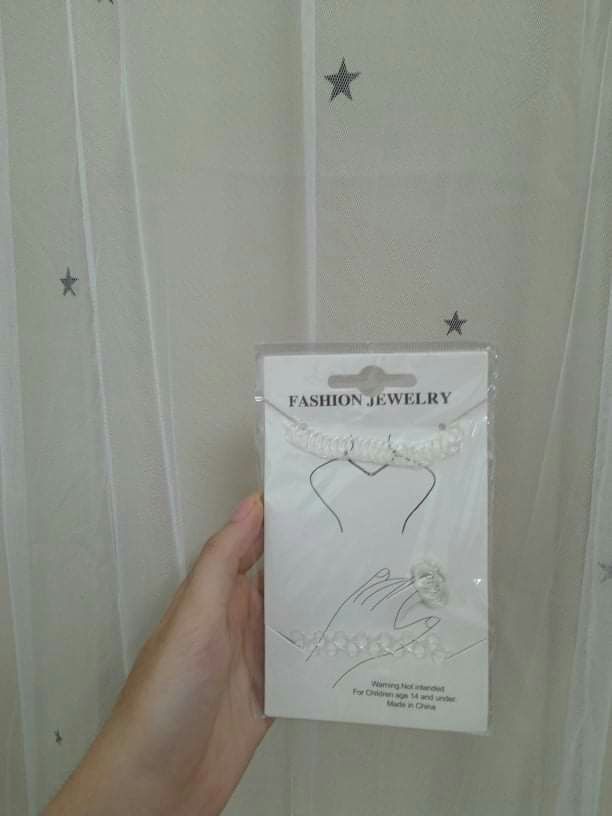 FASHION JEWELRY
Warning.Not intended
For Children age 14 and under.
Made in China